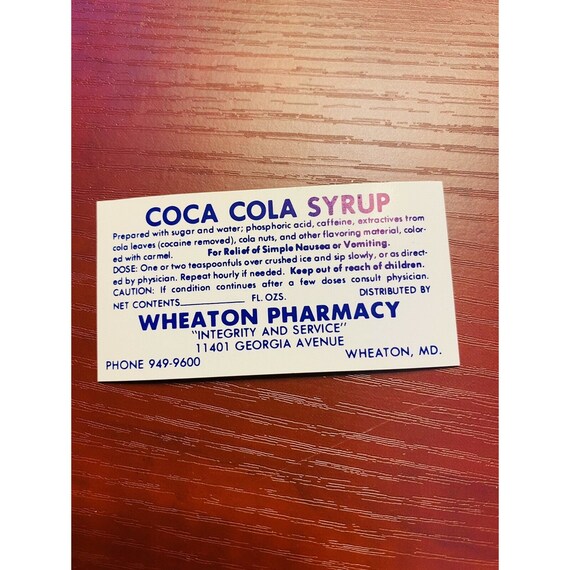 COCA COLA SYRUP
Prepared with sugar and water; phosphoric acid, caffeine, extractives from
cola leaves (cocaine removed), cola nuts, and other flavoring material, color-
ed with carmel. For Relief of Simple Nausea or Vomiting.
DOSE: One or two teaspoonfuls over crushed ice and sip slowly, or as direct-
ed by physician. Repeat hourly if needed. Keep out of reach of children.
CAUTION: If condition continues after a few doses consult physician.
NET CONTENTS__________ FL. OZS. DISTRIBUTED BY
WHEATON PHARMACY
"INTEGRITY AND SERVICE"
11401 GEORGIA AVENUE
PHONE 949-9600 WHEATON, MD.